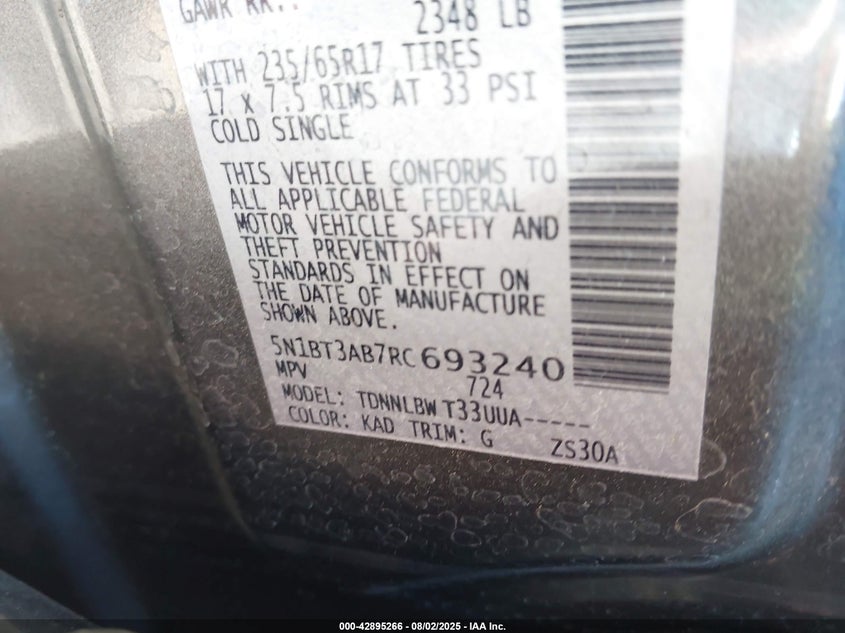 GAWR RR..
2348 LB
WITH 235/65R17 TIRES
17 x 7.5 RIMS AT 33 PSI
COLD SINGLE
THIS VEHICLE CONFORMS TO
ALL APPLICABLE FEDERAL
MOTOR VEHICLE SAFETY AND
THEFT PREVENTION
STANDARDS IN EFFECT ON
THE DATE OF MANUFACTURE
SHOWN ABOVE.
5N1BT3AB7RC693240
MPV 724
MODEL: TDNNLBW T33UUA-----
COLOR: KAD TRIM: G ZS30A
000-42895266 - 08/02/2025 - IAA Inc.